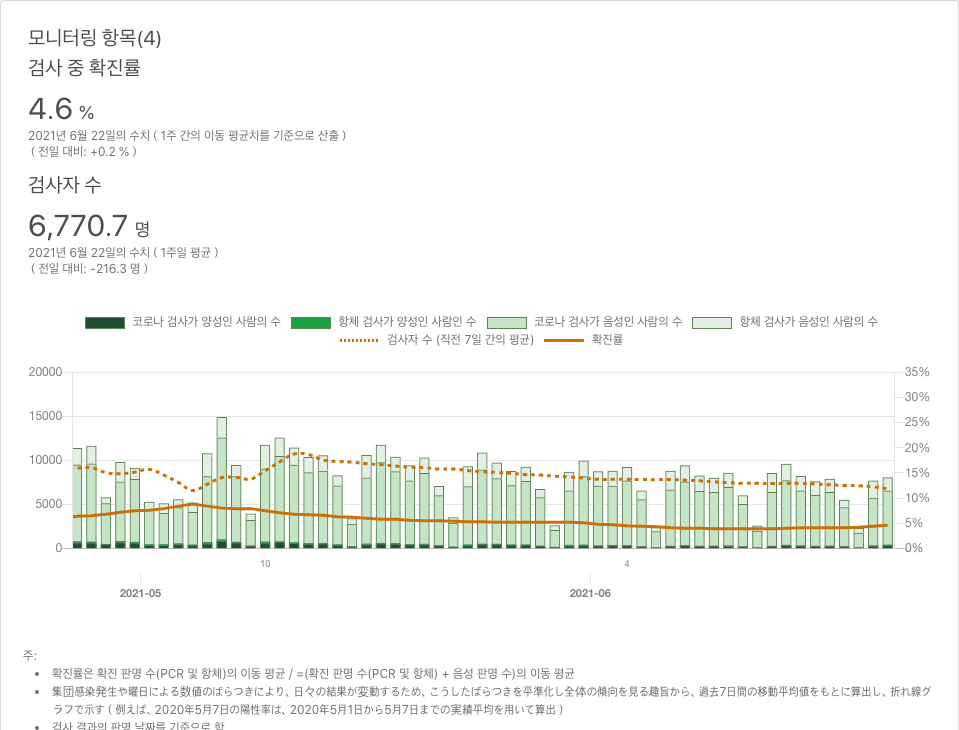 모니터링 항목(4)
검사 중 확진률
4.6 %
2021년 6월 22일의 수치 ( 1주 간의 이동 평균치를 기준으로 산출 )
( 전일 대비: +0.2 % )
검사자 수
6,770.7 명
2021년 6월 22일의 수치 ( 1주일 평균 )
( 전일 대비: -216.3 명 )
코로나 검사가 양성인 사람의 수 항체 검사가 양성인 사람인 수 코로나 검사가 음성인 사람의 수 항체 검사가 음성인 사람의 수
검사자 수 (직전 7일 간의 평균) 확진률
20000 35%
30%
15000 25%
20%
10000 15%
5000 10%
5%
0 0%
10 4
2021-05 2021-06
주:
• 확진률은 확진 판명 수(PCR 및 항체)의 이동 평균 / =(확진 판명 수(PCR 및 항체) + 음성 판명 수)의 이동 평균
• 集団感染発生や曜日による数値のばらつきにより、日々の結果が変動するため、こうしたばらつきを平準化し全体の傾向を見る趣旨から、過去7日間の移動平均値をもとに算出し、折れ線グ
ラフで示す ( 例えば、2020年5月7日の陽性率は、2020年5月1日から5月7日までの実績平均を用いて算出 )
• 검사 결과의 판명 날짜를 기준으로 함